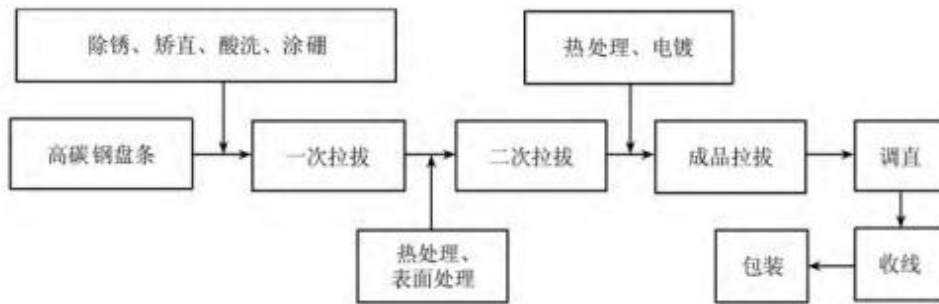 除锈、矫直、酸洗、涂硼
热处理、电镀
高碳钢盘条
一次拉拔
二次拉拔
成品拉拔
调直
热处理、
表面处理
包装
收线